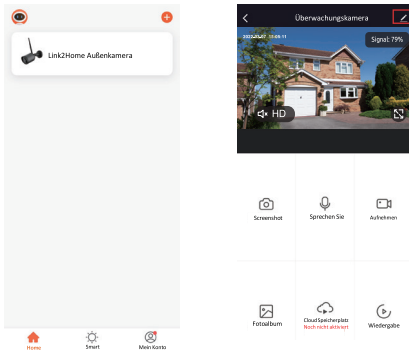 Link2Home Außenkamera
Home
Smart
Mein Konto
Überwachungskamera
Signal: 79%
HD
Screenshot
Sprechen Sie
Aufnehmen
Fotoalbum
Cloud Speicherplatz
Noch nicht aktiviert
Wiedergabe